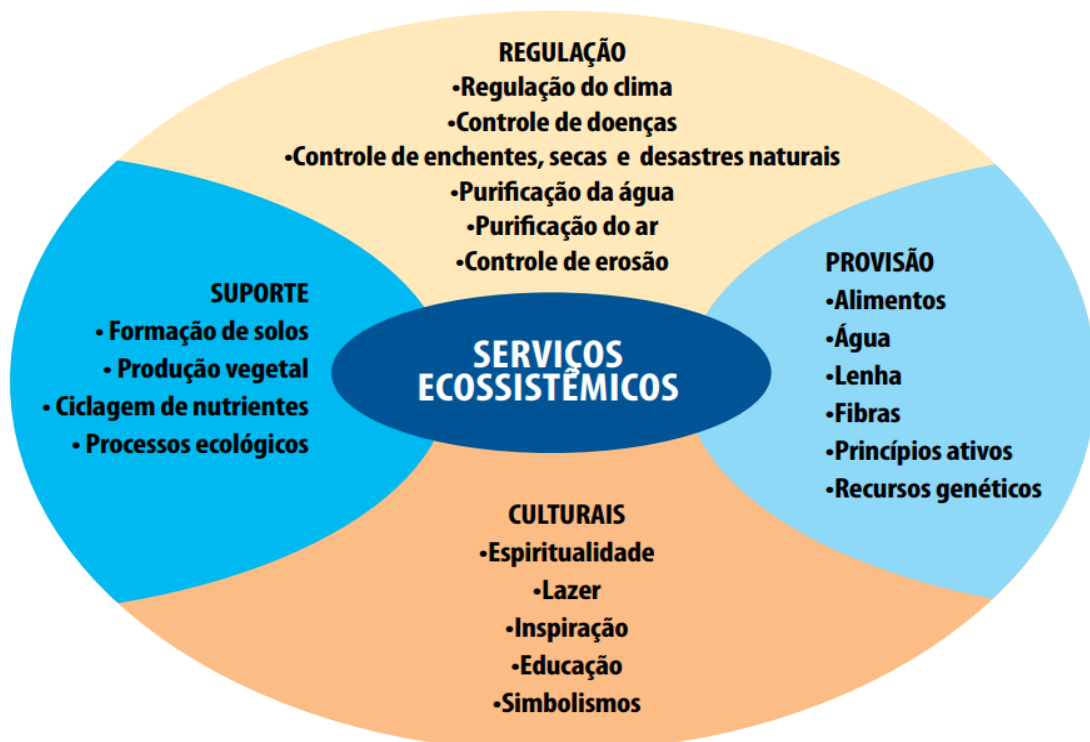 REGULAÇÃO
•Regulação do clima
•Controle de doenças
•Controle de enchentes, secas e desastres naturais
•Purificação da água
•Purificação do ar
•Controle de erosão
SUPORTE
• Formação de solos
• Produção vegetal
• Ciclagem de nutrientes
• Processos ecológicos
SERVIÇOS
ECOSSISTÊMICOS
PROVISÃO
•Alimentos
•Água
•Lenha
•Fibras
•Princípios ativos
•Recursos genéticos
CULTURAIS
•Espiritualidade
•Lazer
•Inspiração
•Educação
•Simbolismos